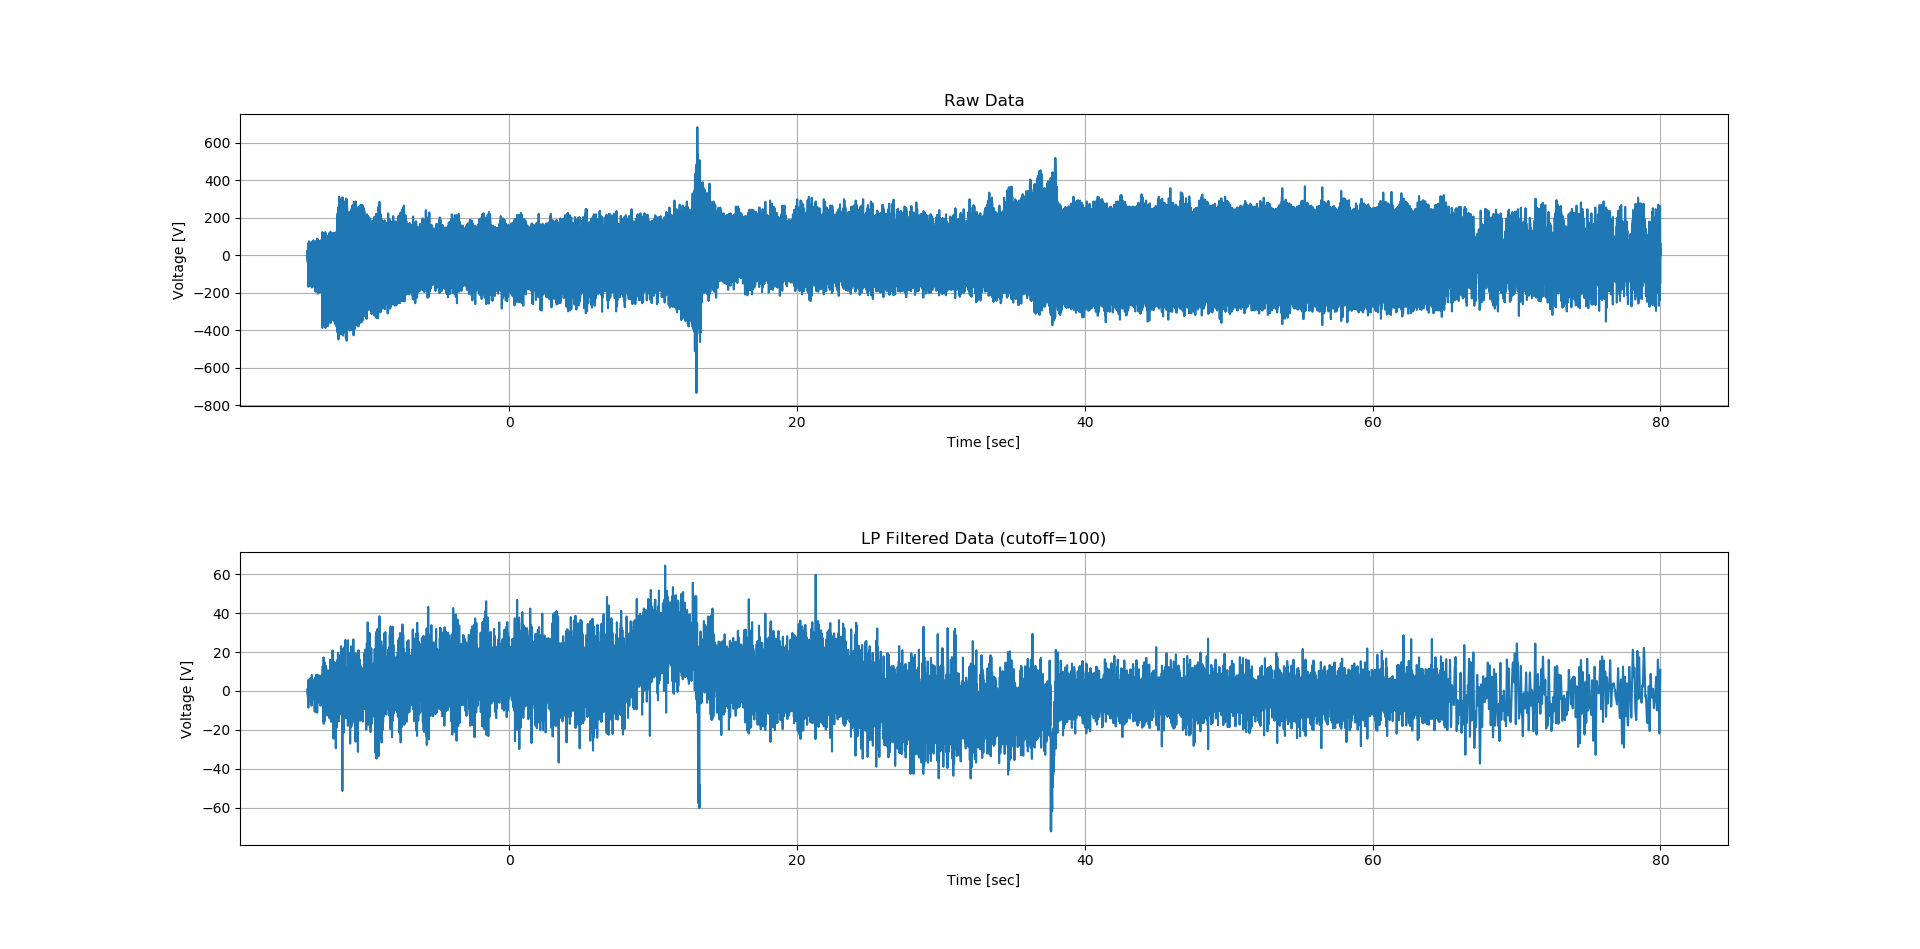 Raw Data
600
400
200
0
−200
−400
−600
−800
Voltage [V]
0 20 40 60 80
Time [sec]
LP Filtered Data (cutoff=100)
60
40
20
0
−20
−40
−60
Voltage [V]
0 20 40 60 80
Time [sec]